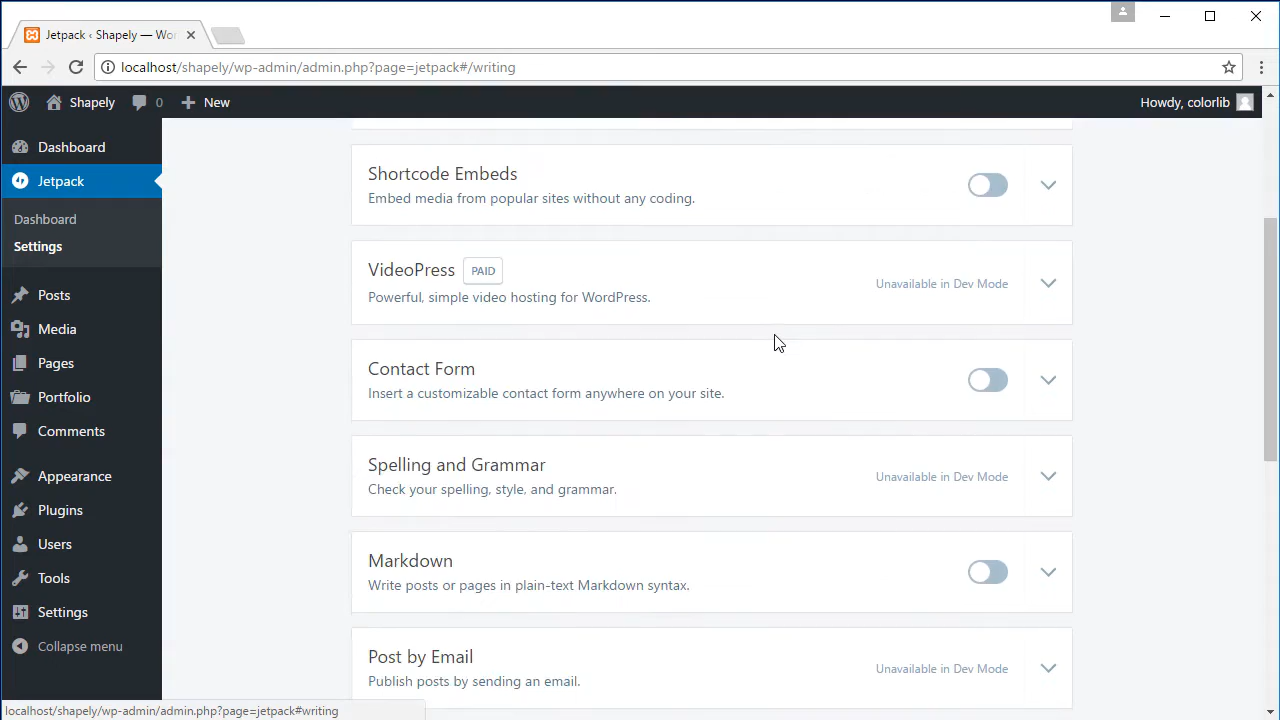 Jetpack ‹ Shapely — Wor
localhost/shapely/wp-admin/admin.php?page=jetpack#/writing
Shapely
0
New
Howdy, colorlib
Dashboard
Jetpack
Dashboard
Settings
Posts
Media
Pages
Portfolio
Comments
Appearance
Plugins
Users
Tools
Settings
Collapse menu
Shortcode Embeds
Embed media from popular sites without any coding.
VideoPress PAID
Powerful, simple video hosting for WordPress.
Unavailable in Dev Mode
Contact Form
Insert a customizable contact form anywhere on your site.
Spelling and Grammar
Check your spelling, style, and grammar.
Unavailable in Dev Mode
Markdown
Write posts or pages in plain-text Markdown syntax.
Post by Email
Publish posts by sending an email.
Unavailable in Dev Mode
localhost/shapely/wp-admin/admin.php?page=jetpack#writing